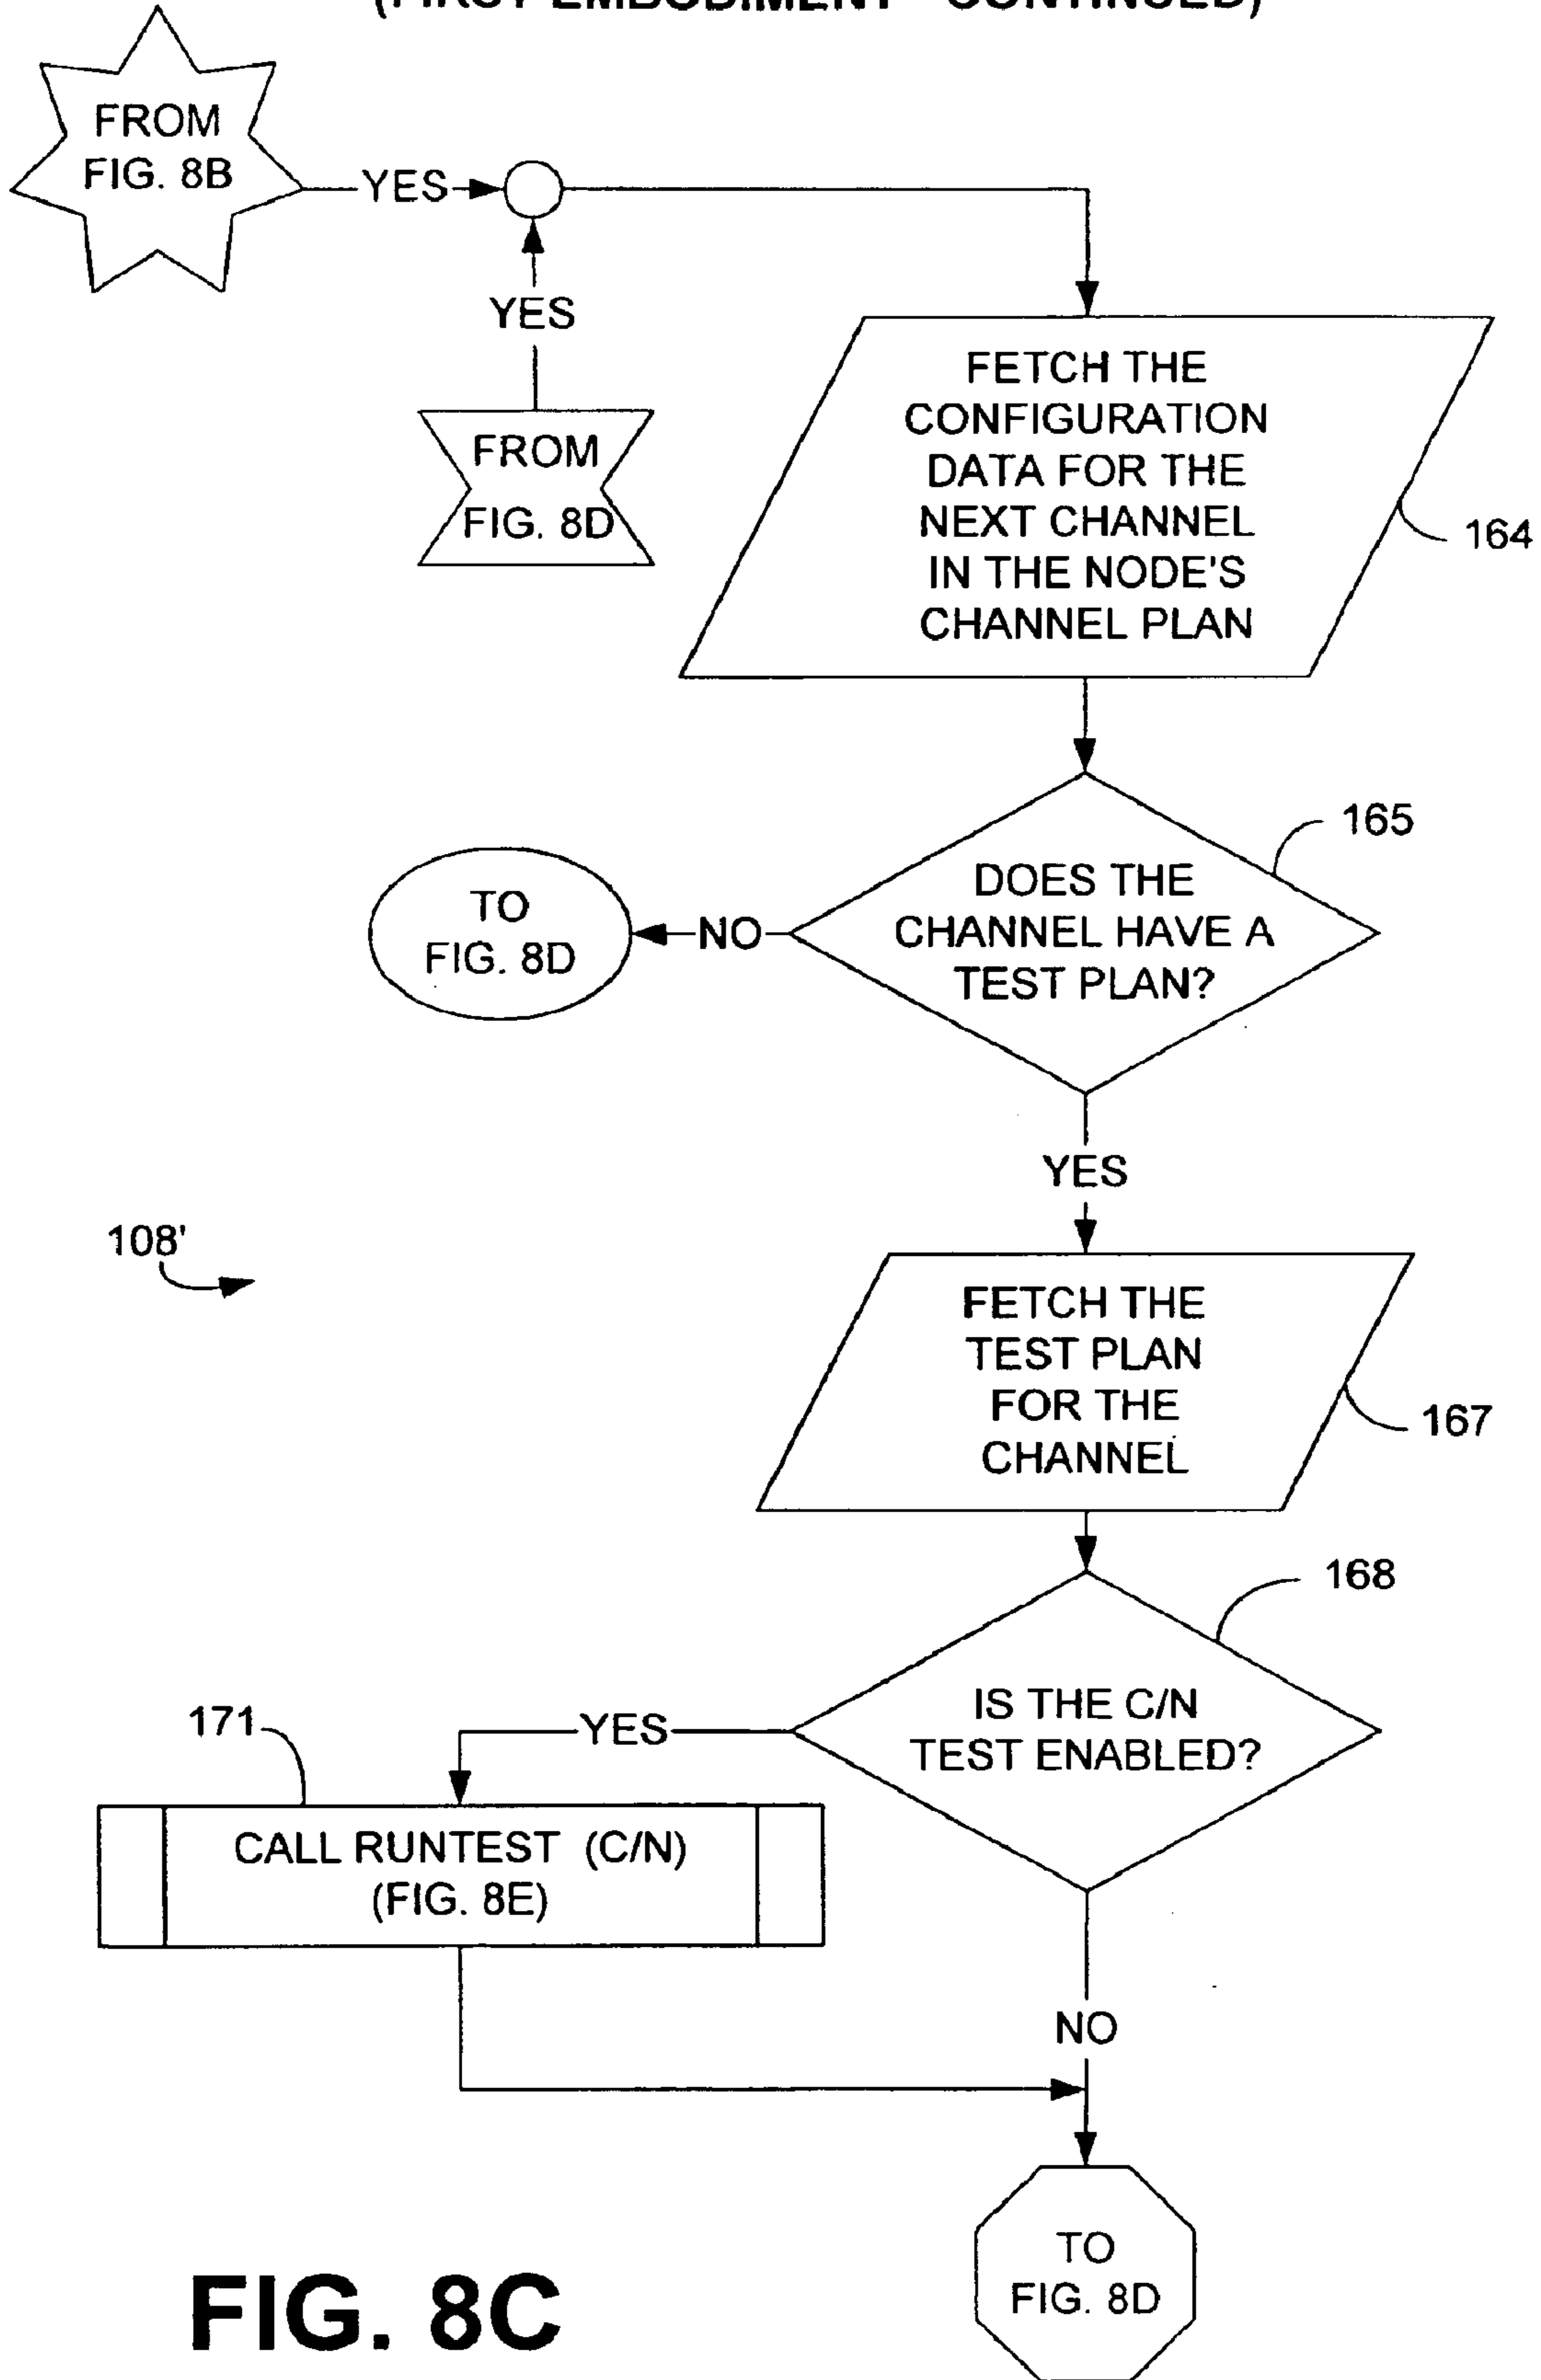 (FIRST EMBODIMENT - CONTINUED)
FROM
FIG. 8B
YES
YES
FROM
FIG. 8D
FETCH THE
CONFIGURATION
DATA FOR THE
NEXT CHANNEL
IN THE NODE'S
CHANNEL PLAN
164
165
DOES THE
CHANNEL HAVE A
TEST PLAN?
NO
TO
FIG. 8D
YES
108'
FETCH THE
TEST PLAN
FOR THE
CHANNEL
167
168
IS THE C/N
TEST ENABLED?
YES
171
CALL RUNTEST (C/N)
(FIG. 8E)
NO
TO
FIG. 8D
FIG. 8C